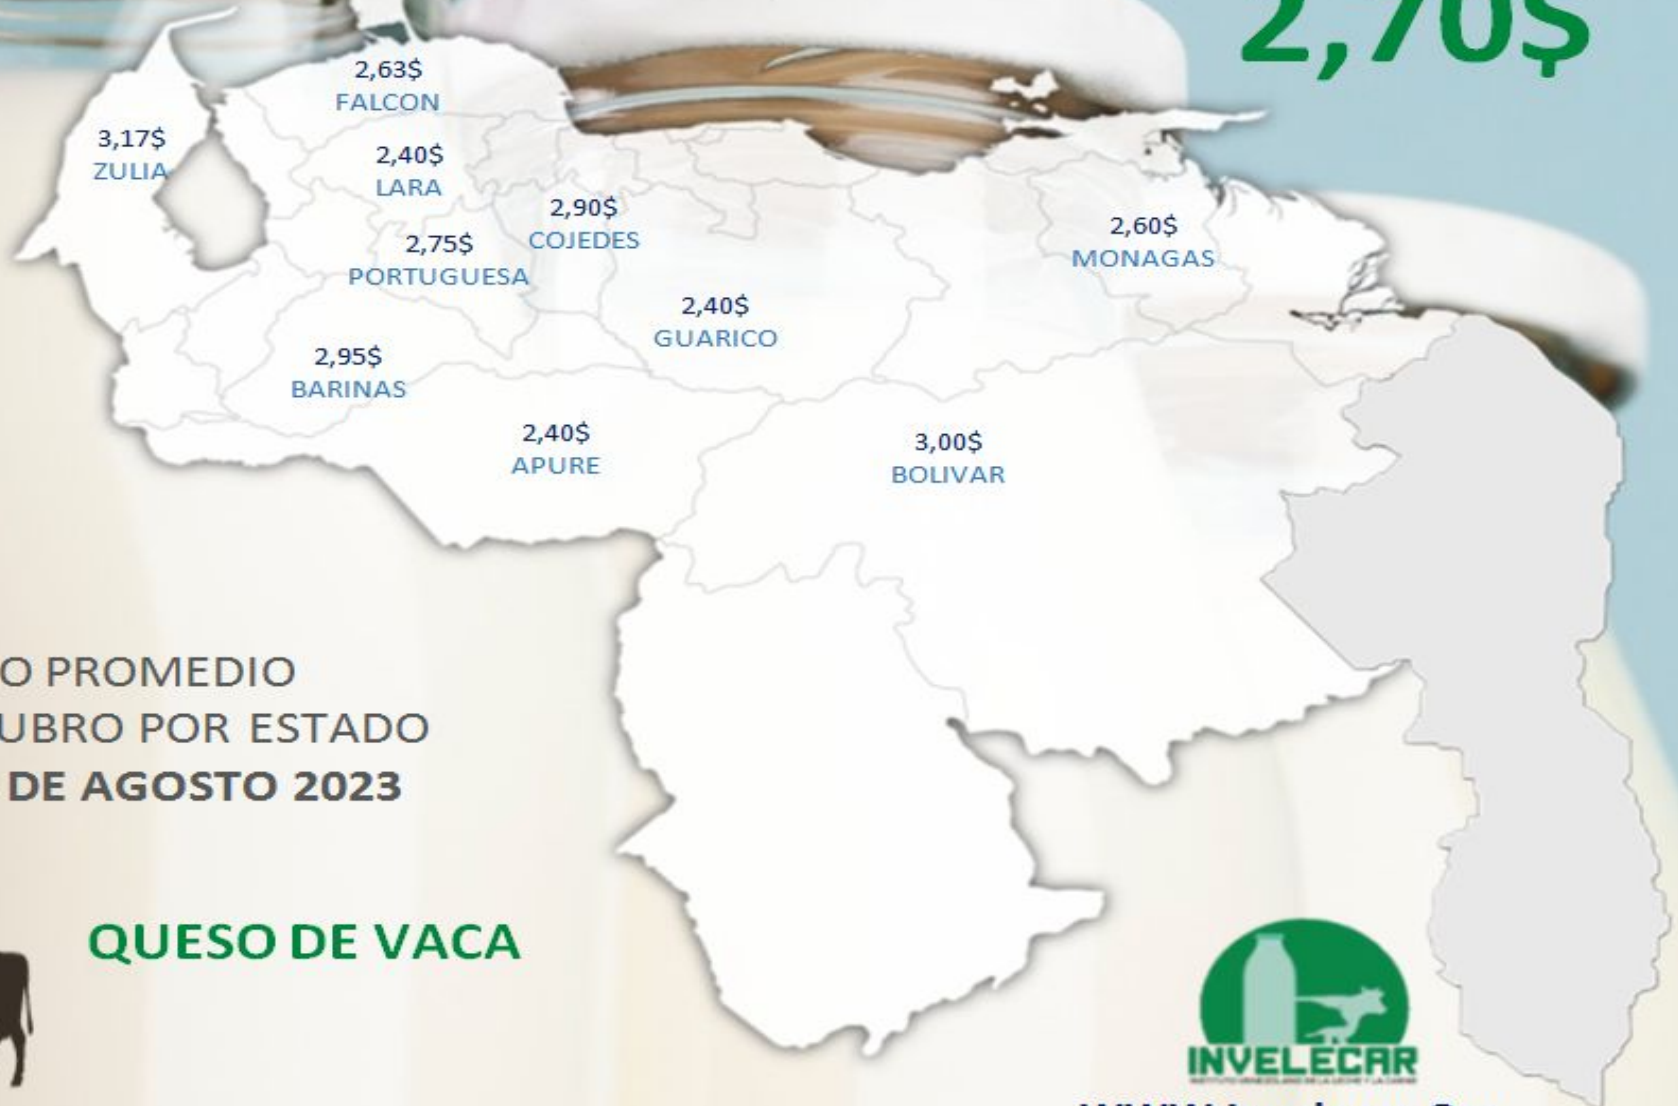 2,70$
2,63$
FALCON
3,17$
ZULIA
2,40$
LARA
2,90$
COJEDES
2,75$
PORTUGUESA
2,60$
MONAGAS
2,40$
GUARICO
2,95$
BARINAS
2,40$
APURE
3,00$
BOLIVAR
O PROMEDIO
UBRO POR ESTADO
DE AGOSTO 2023
QUESO DE VACA
INVELECAR